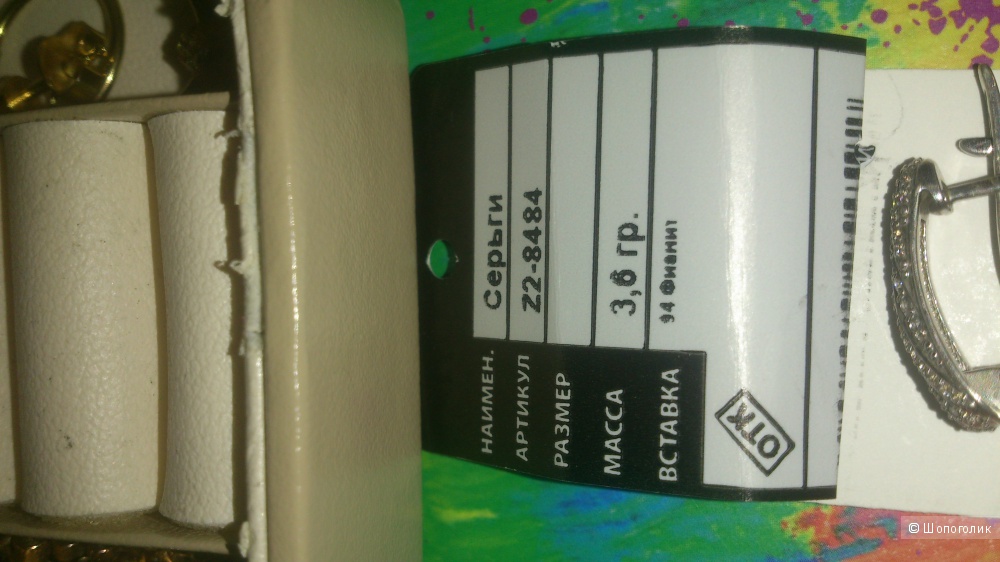 НАИМЕН. Серьги
АРТИКУЛ Z2-8484
РАЗМЕР
МАССА 3,6 гр.
ВСТАВКА 94 Фианит
ОТК
© Шопоголик